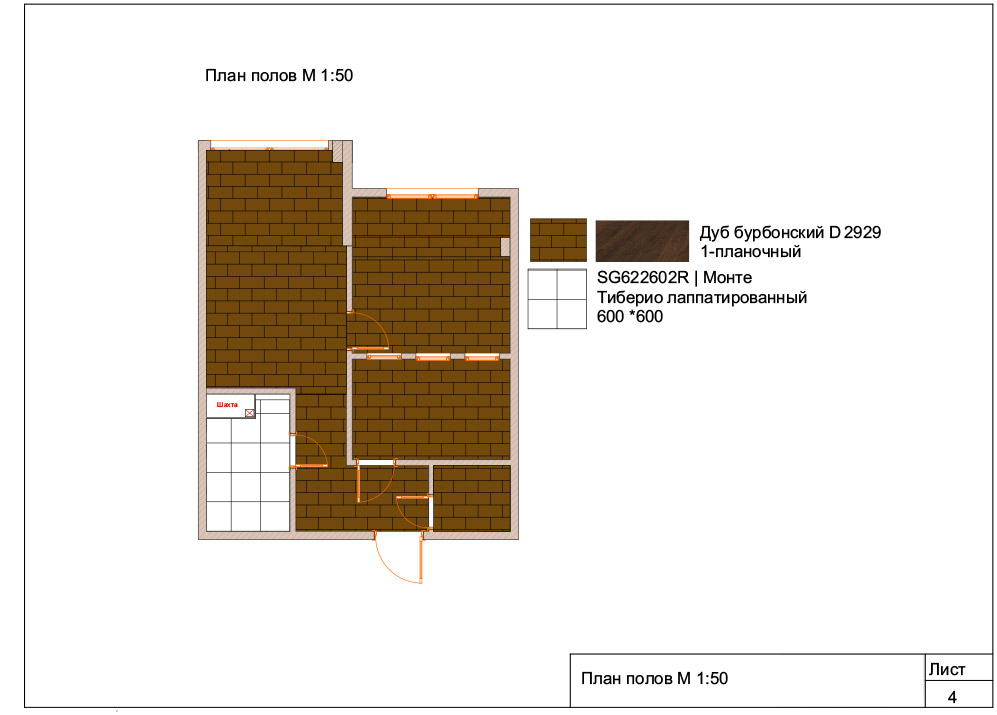 План полов М 1:50
Дуб бурбонский D 2929
1-планочный
SG622602R | Монте
Тиберио лаппатированный
600 *600
Шахта
План полов М 1:50
Лист
4